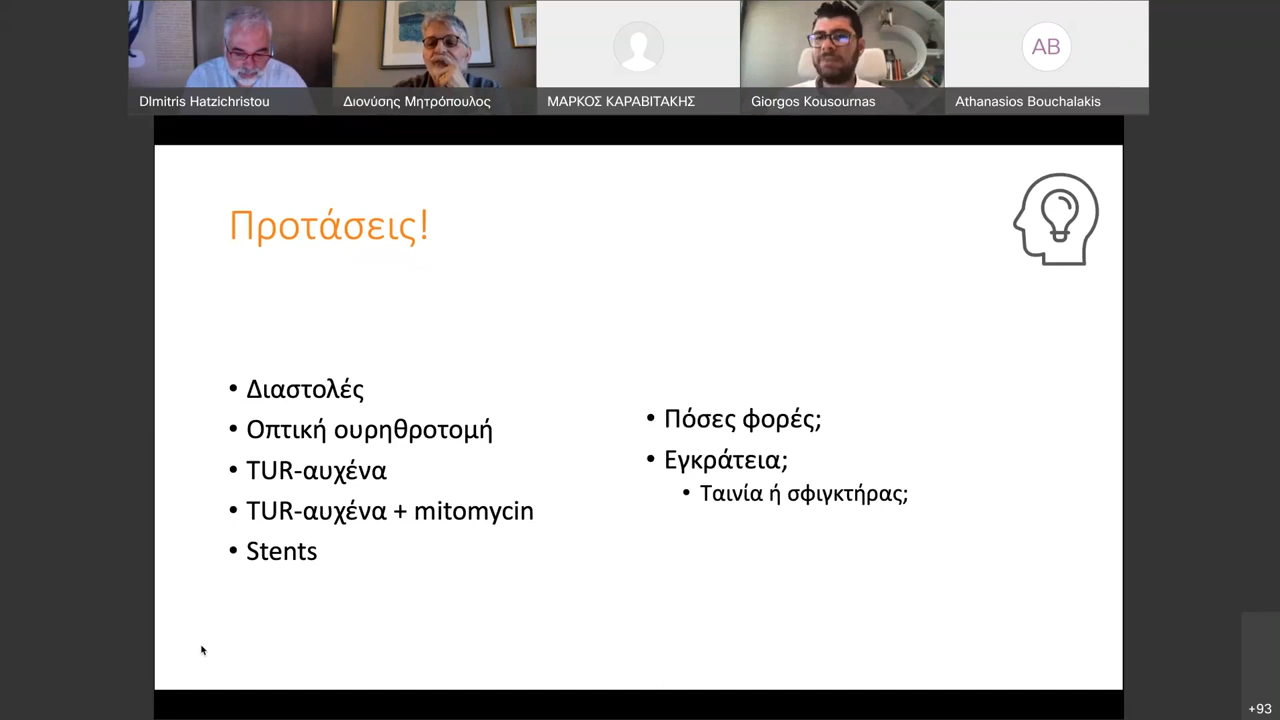 DImitris Hatzichristou
Διονύσης Μητρόπουλος
ΜΑΡΚΟΣ ΚΑΡΑΒΙΤΑΚΗΣ
Giorgos Kousournas
AB
Athanasios Bouchalakis
Προτάσεις!
• Διαστολές
• Οπτική ουρηθροτομή
• TUR-αυχένα
• TUR-αυχένα + mitomycin
• Stents
• Πόσες φορές;
• Εγκράτεια;
• Ταινία ή σφιγκτήρας;
+93